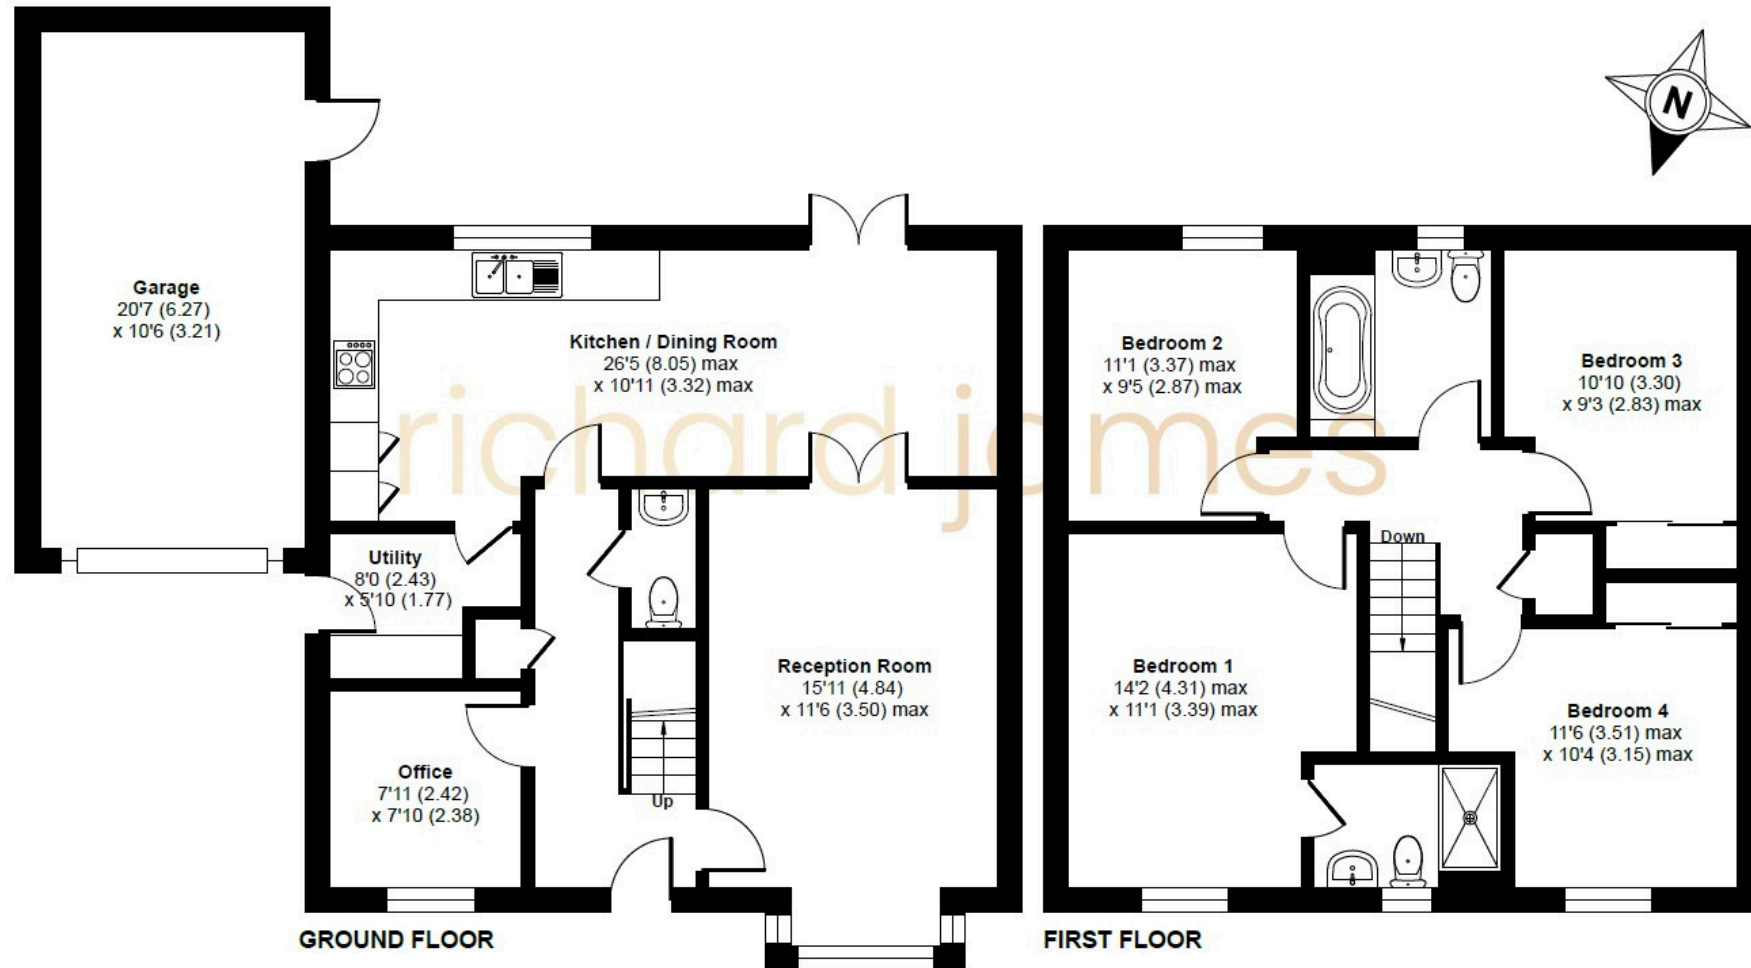 N
Garage
20'7 (6.27)
x 10'6 (3.21)
Kitchen / Dining Room
26'5 (8.05) max
x 10'11 (3.32) max
Utility
8'0 (2.43)
x 5'10 (1.77)
Reception Room
15'11 (4.84)
x 11'6 (3.50) max
Office
7'11 (2.42)
x 7'10 (2.38)
Up
GROUND FLOOR
Bedroom 2
11'1 (3.37) max
x 9'5 (2.87) max
Bedroom 3
10'10 (3.30)
x 9'3 (2.83) max
Down
Bedroom 1
14'2 (4.31) max
x 11'1 (3.39) max
Bedroom 4
11'6 (3.51) max
x 10'4 (3.15) max
FIRST FLOOR
richard james